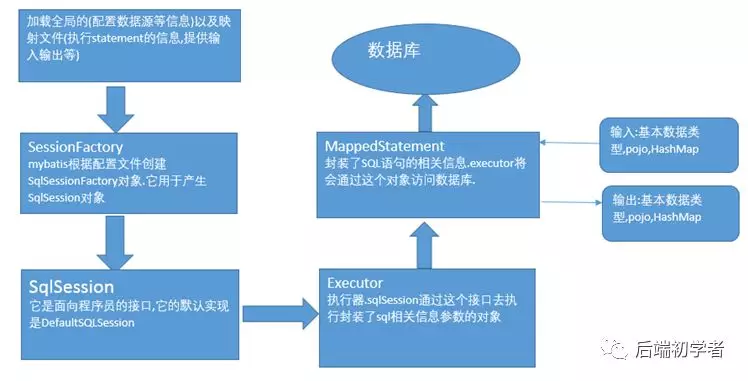 加载全局的(配置数据源等信息)以及映
射文件(执行statement的信息,提供输
入输出等)
SessionFactory
mybatis根据配置文件创建
SqlSessionFactory对象.它用于产生
SqlSession对象
SqlSession
它是面向程序员的接口,它的默认实现
是DefaultSQLSession
Executor
执行器.sqlSession通过这个接口去执
行封装了sql相关信息参数的对象
MappedStatement
封装了SQL语句的相关信息.executor将
会通过这个对象访问数据库.
数据库
输入:基本数据类
型,pojo,HashMap
输出:基本数据类
型,pojo,HashMap
后端初学者